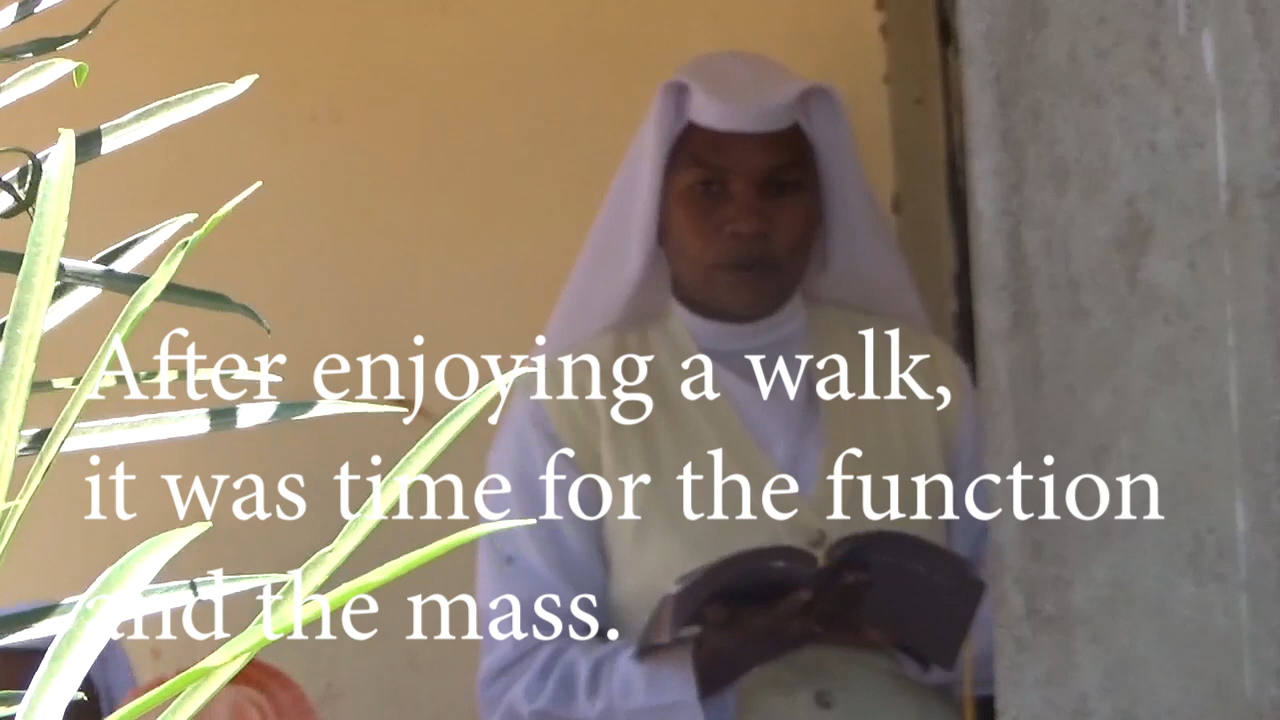 After enjoying a walk,
it was time for the function
and the mass.